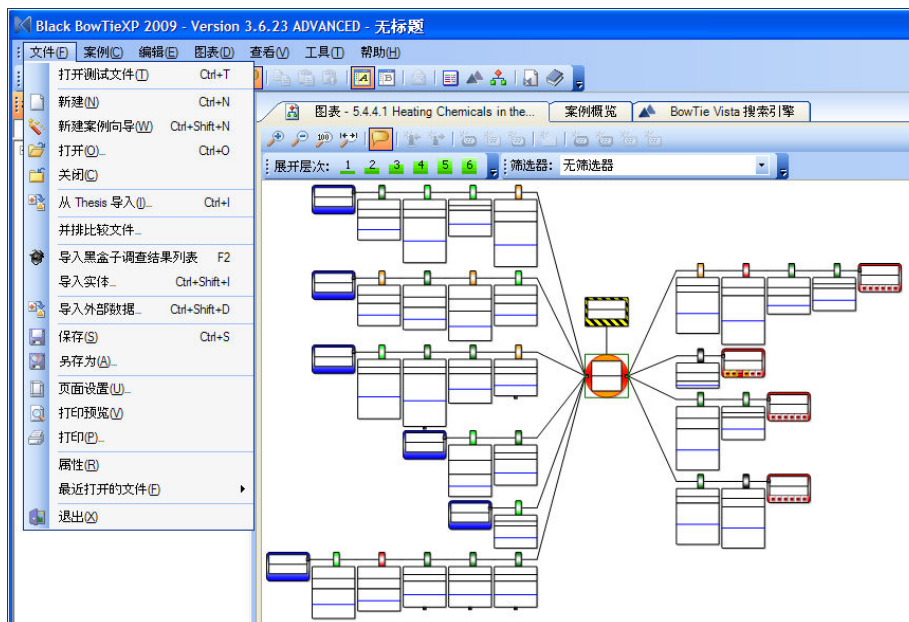 Black BowTieXP 2009 - Version 3.6.23 ADVANCED - 无标题
文件(F) 案例(C) 编辑(E) 图表(D) 查看(V) 工具(T) 帮助(H)
打开测试文件(T) Ctrl+T
新建(N) Ctrl+N
新建案例向导(W) Ctrl+Shift+N
打开(O)... Ctrl+O
关闭(C)
从 Thesis 导入(I)... Ctrl+I
并排比较文件...
导入黑盒子调查结果列表 F2
导入实体... Ctrl+Shift+I
导入外部数据... Ctrl+Shift+D
保存(S) Ctrl+S
另存为(A)...
页面设置(U)...
打印预览(V)
打印(P)...
属性(R)
最近打开的文件(F)
退出(X)
A B
图表 - 5.4.4.1 Heating Chemicals in the... 案例概览 BowTie Vista 搜索引擎
100
展开层次: 1 2 3 4 5 6 筛选器: 无筛选器